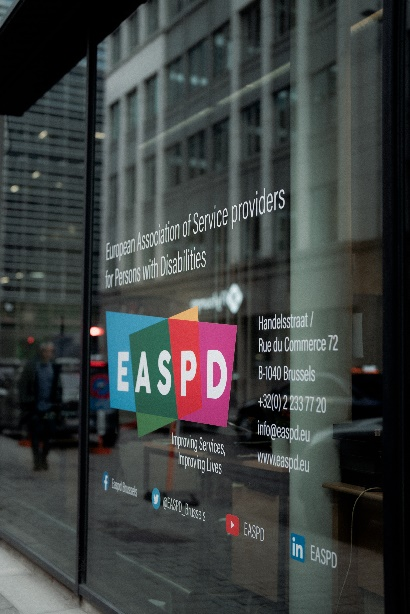 European Association of Service providers
for Persons with Disabilities
EASPD
Improving Services,
Improving Lives
Handelsstraat /
Rue du Commerce 72
B-1040 Brussels
+32(0) 2 233 77 20
info@easpd.eu
www.easpd.eu
Easpd Brussels
@EASPD_Brussels
EASPD
in EASPD